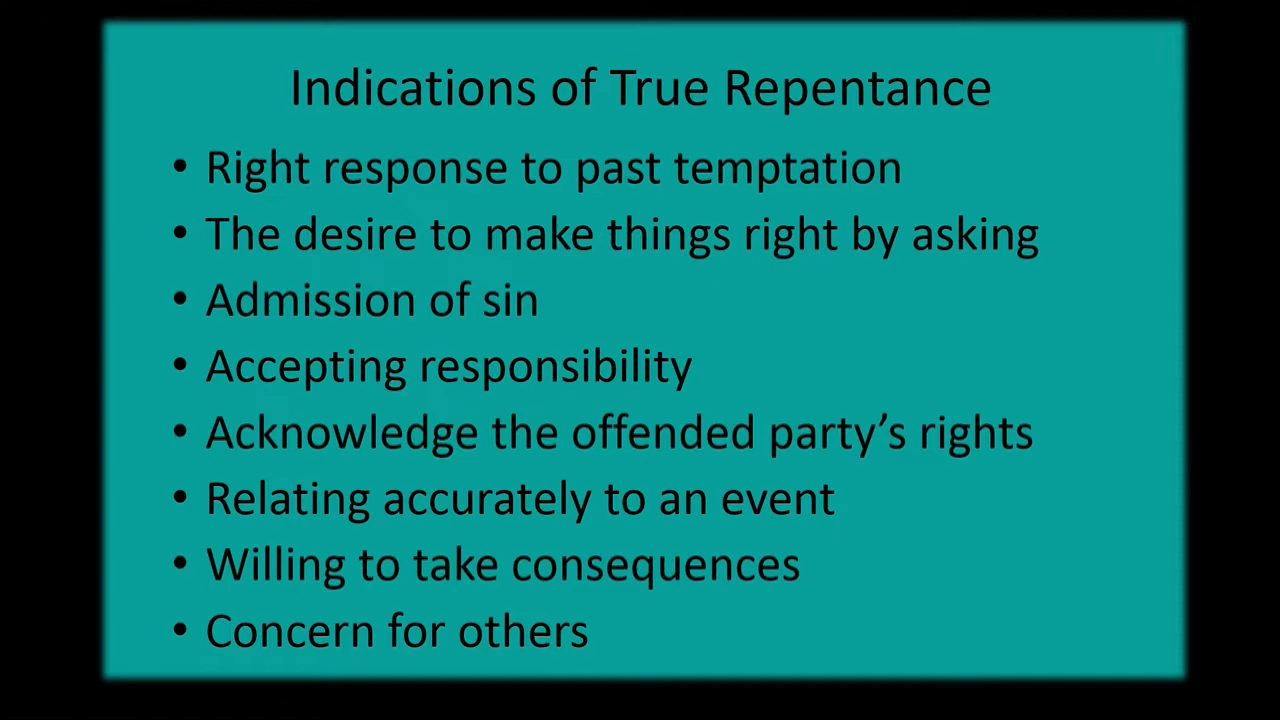 Indications of True Repentance
• Right response to past temptation
• The desire to make things right by asking
• Admission of sin
• Accepting responsibility
• Acknowledge the offended party’s rights
• Relating accurately to an event
• Willing to take consequences
• Concern for others